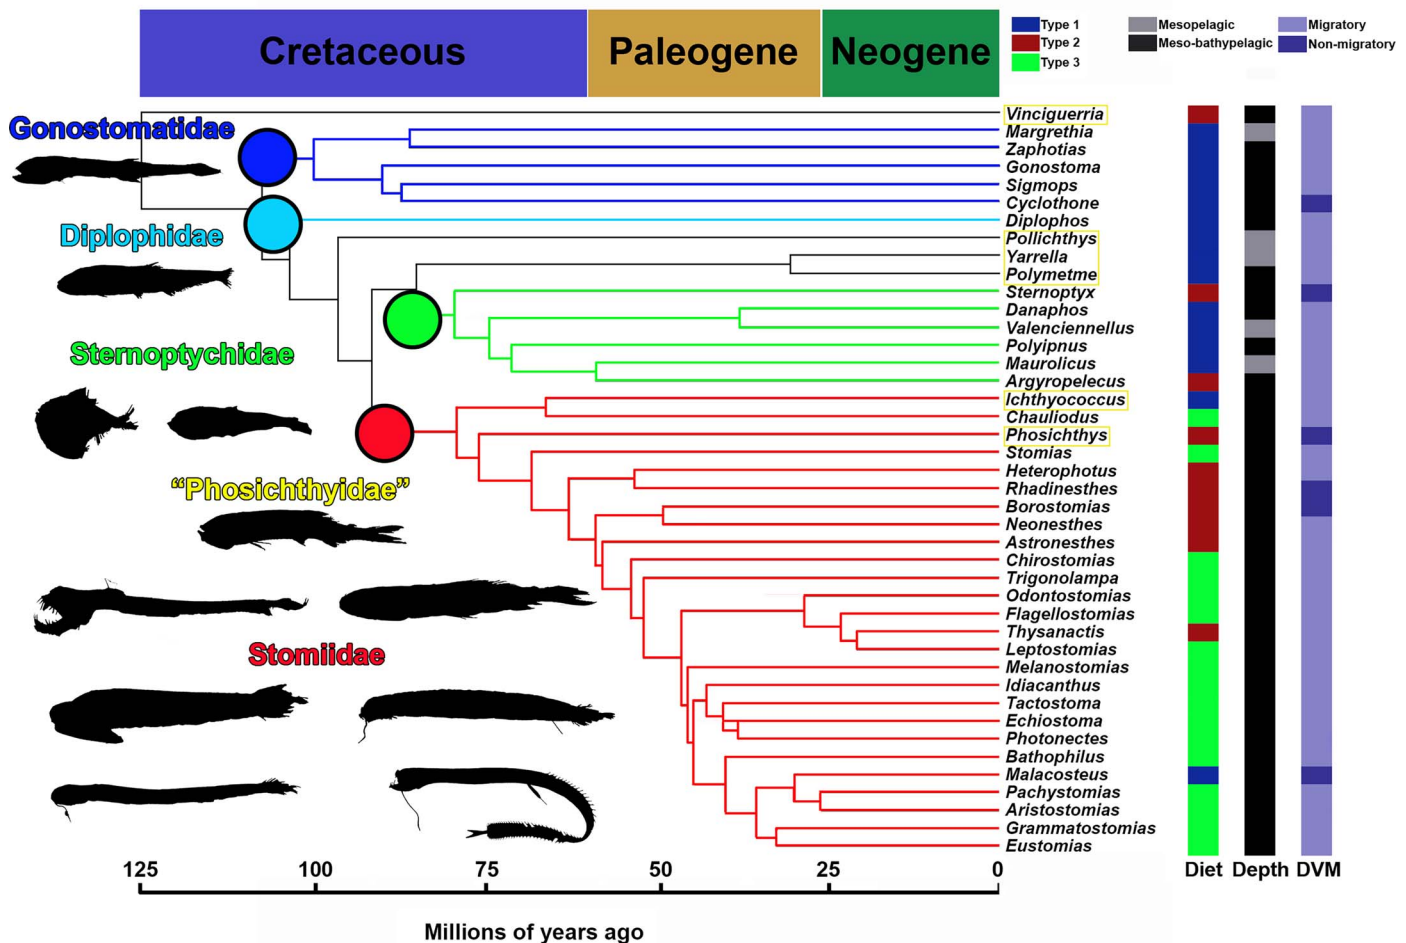 Cretaceous
Paleogene
Neogene
Type 1
Type 2
Type 3
Mesopelagic
Meso-bathypelagic
Migratory
Non-migratory
Gonostomatidae
Diplophidae
Sternoptychidae
“Phosichthyidae”
Stomiidae
Vinciguerria
Margrethia
Zaphotias
Gonostoma
Sigmops
Cyclothone
Diplophos
Pollichthys
Yarrella
Polymetme
Sternoptyx
Danaphos
Valenciennellus
Polyipnus
Maurolicus
Argyropelecus
Ichthyococcus
Chauliodus
Phosichthys
Stomias
Heterophotus
Rhadinesthes
Borostomias
Neonesthes
Astronesthes
Chirostomias
Trigonolampa
Odontostomias
Flagellostomias
Thysanactis
Leptostomias
Melanostomias
Idiacanthus
Tactostoma
Echiostoma
Photonectes
Bathophilus
Malacosteus
Pachystomias
Aristostomias
Grammatostomias
Eustomias
Diet Depth DVM
125 100 75 50 25 0
Millions of years ago